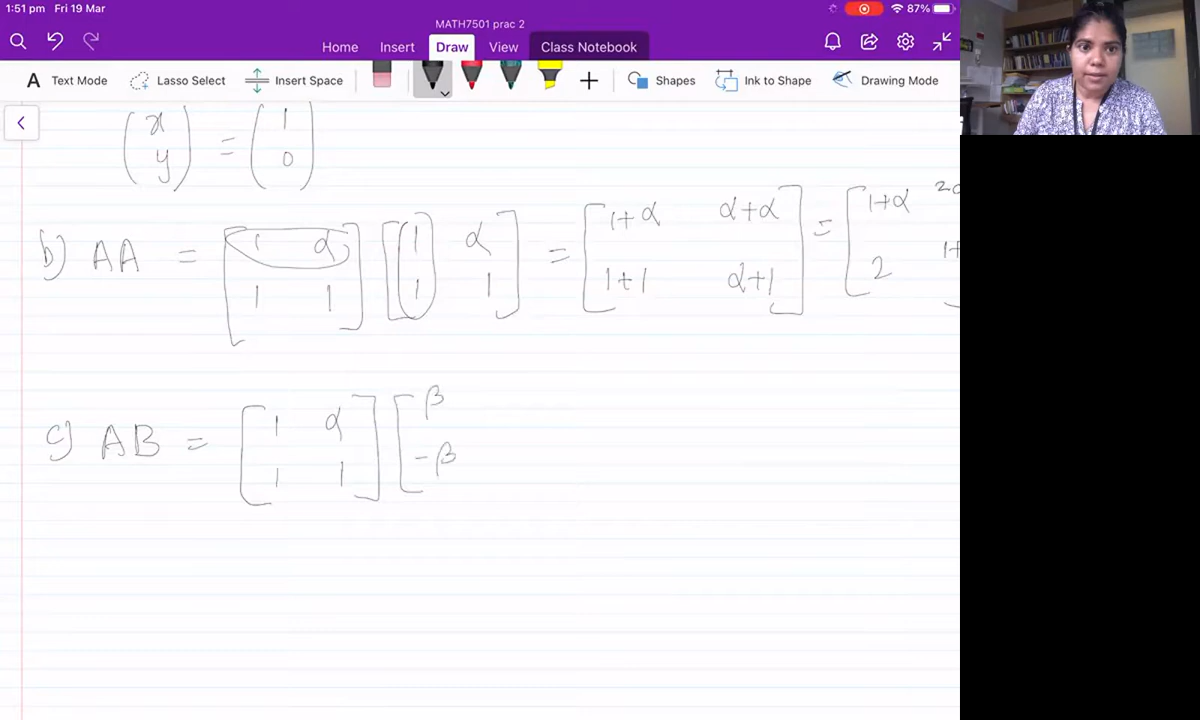 1:51 pm Fri 19 Mar
87%
MATH7501 prac 2
Home Insert Draw View Class Notebook
A Text Mode Lasso Select Insert Space Shapes Ink to Shape Drawing Mode
(x y) = (1 0)
b) AA = [1 α 1 1] [1 α 1 1] = [1+α α+α 1+1 α+1] = [1+α 2 1+
c) AB = [1 α 1 1] [β -β